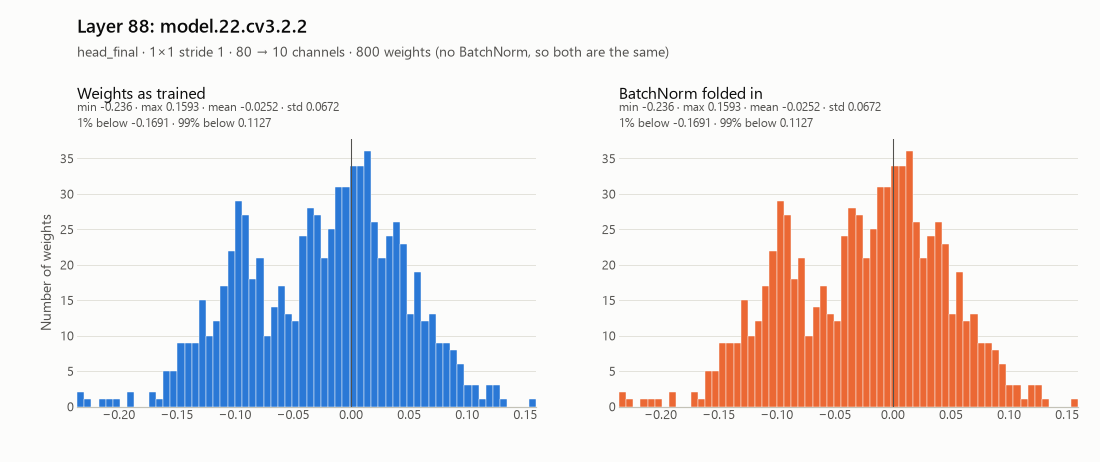 Layer 88: model.22.cv3.2.2
head_final · 1×1 stride 1 · 80 → 10 channels · 800 weights (no BatchNorm, so both are the same)
Weights as trained
min -0.236 · max 0.1593 · mean -0.0252 · std 0.0672
1% below -0.1691 · 99% below 0.1127
Number of weights
35
30
25
20
15
10
5
0
−0.20 −0.15 −0.10 −0.05 0.00 0.05 0.10 0.15
BatchNorm folded in
min -0.236 · max 0.1593 · mean -0.0252 · std 0.0672
1% below -0.1691 · 99% below 0.1127
35
30
25
20
15
10
5
0
−0.20 −0.15 −0.10 −0.05 0.00 0.05 0.10 0.15